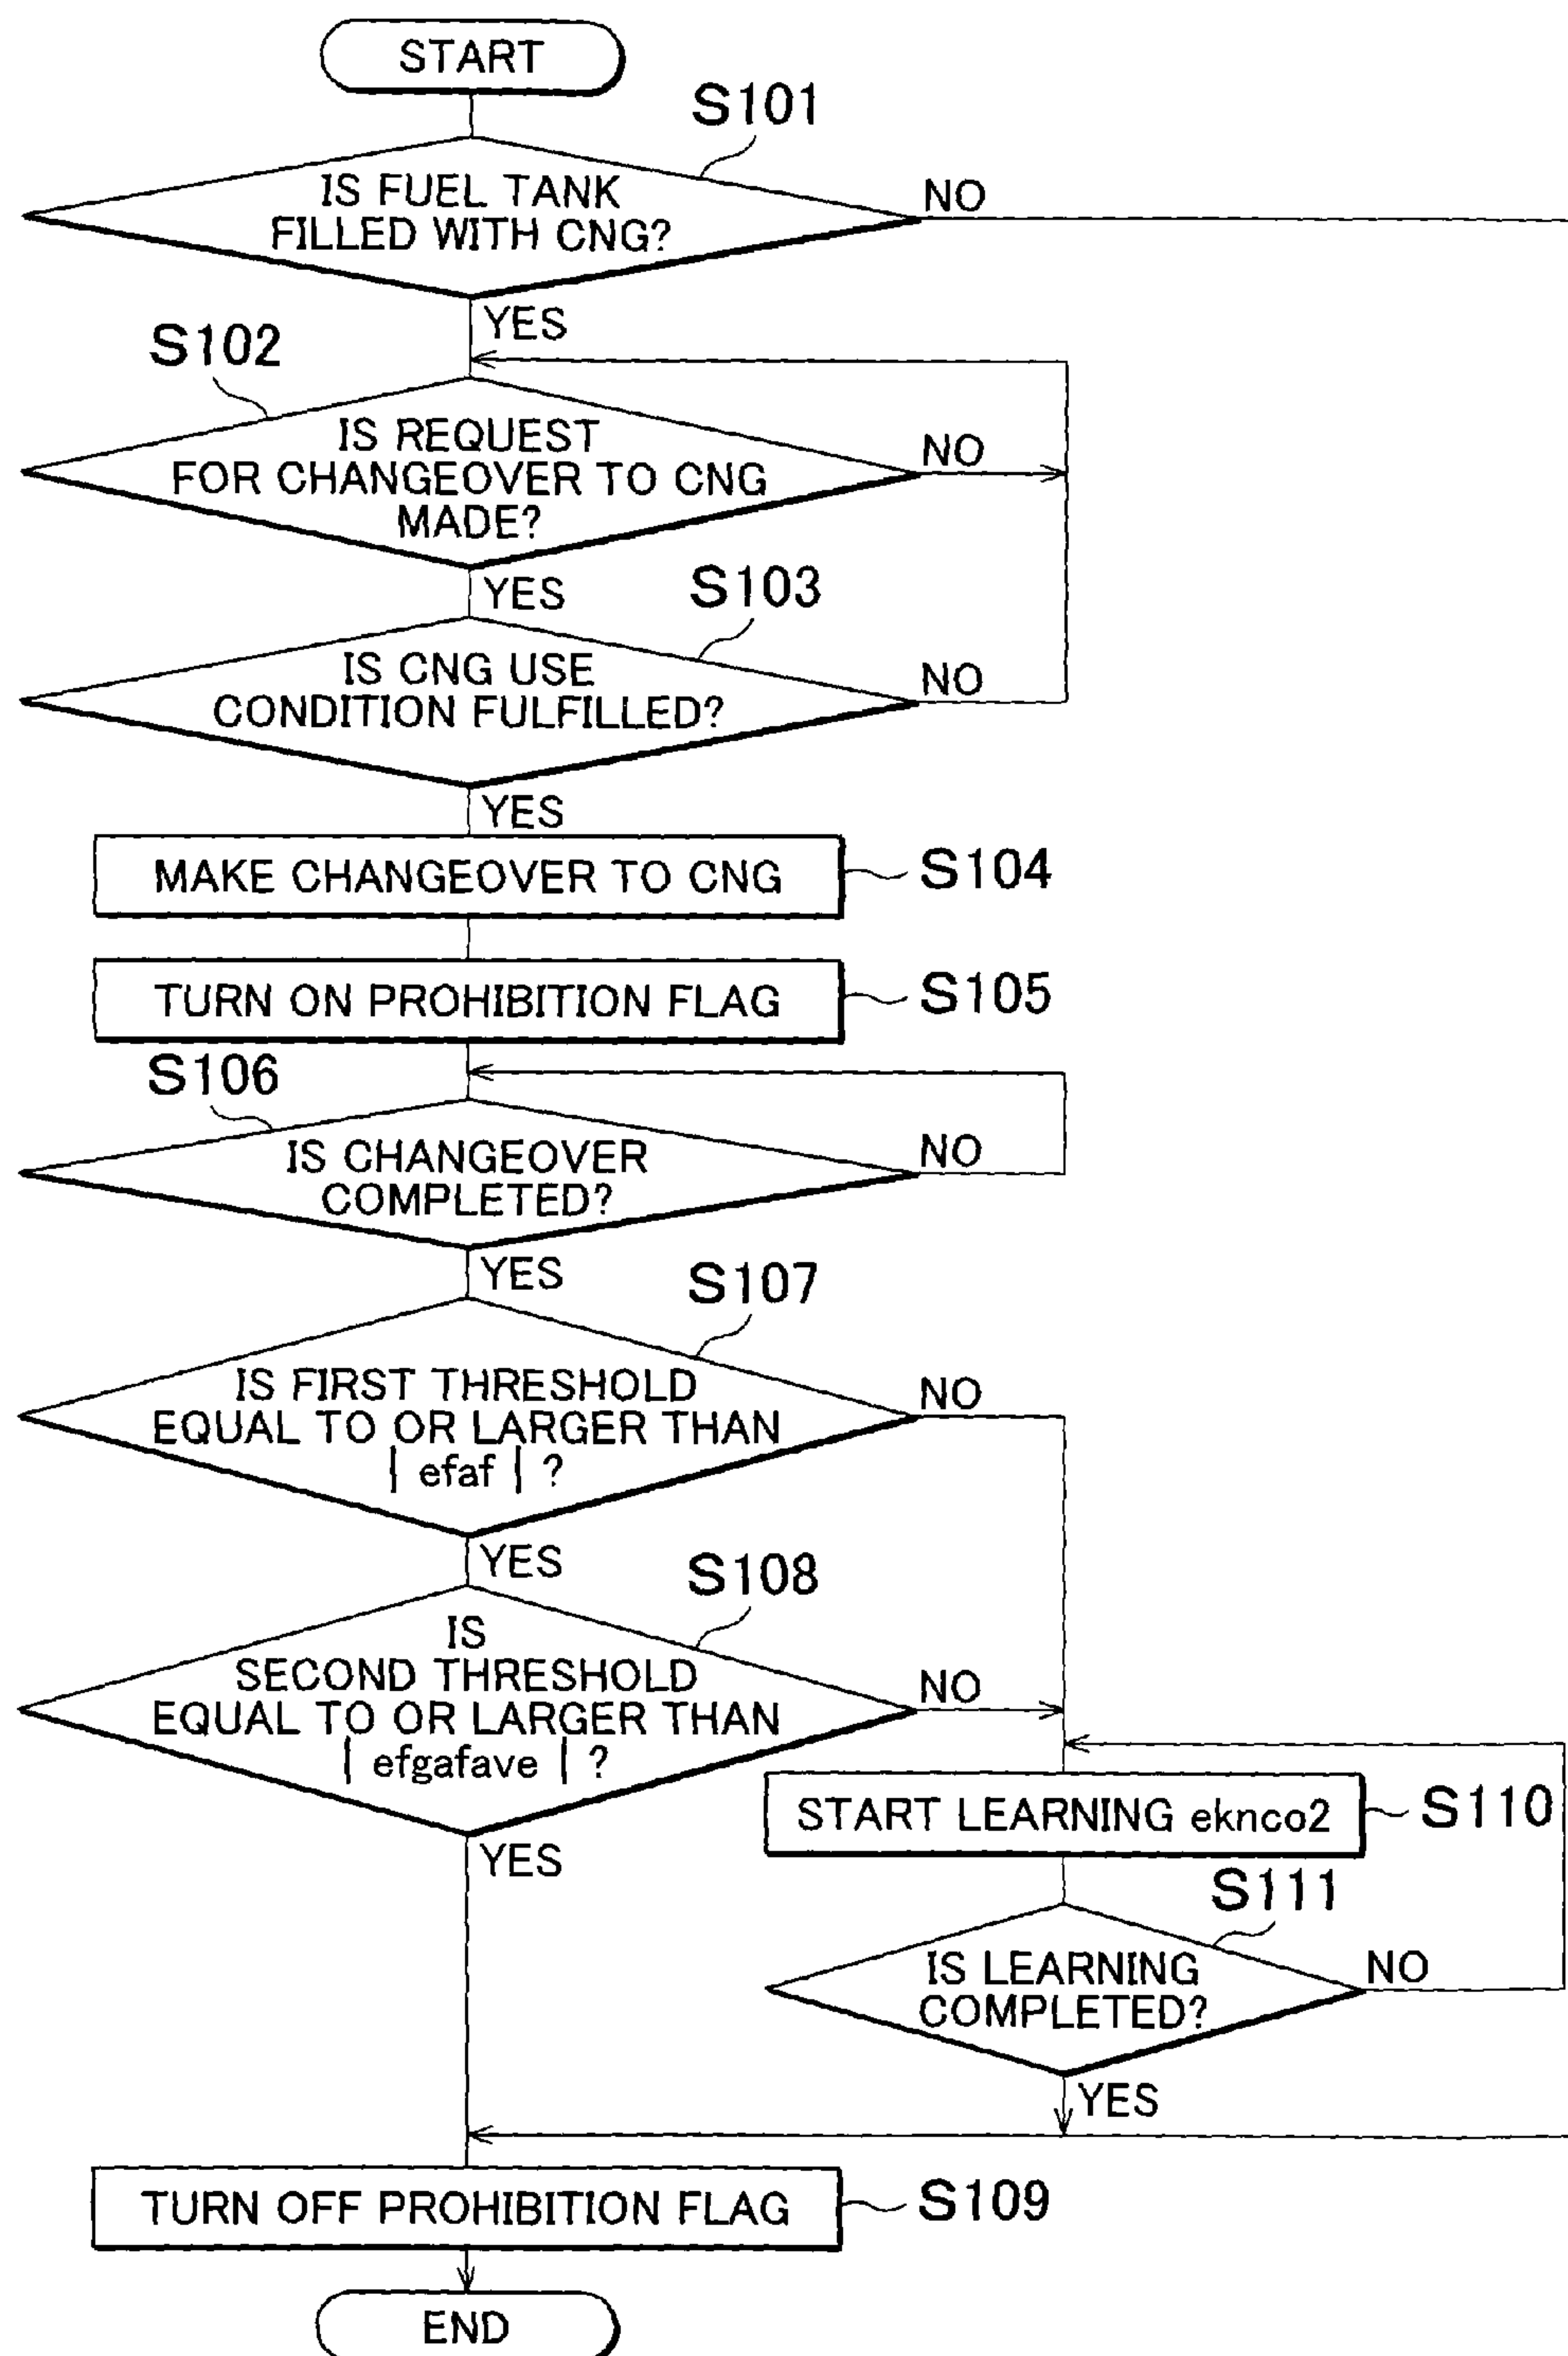 START
S101
IS FUEL TANK
FILLED WITH CNG?
NO
YES
S102
IS REQUEST
FOR CHANGEOVER TO CNG
MADE?
NO
YES
S103
IS CNG USE
CONDITION FULFILLED?
NO
YES
MAKE CHANGEOVER TO CNG
S104
TURN ON PROHIBITION FLAG
S105
S106
IS CHANGEOVER
COMPLETED?
NO
YES
S107
IS FIRST THRESHOLD
EQUAL TO OR LARGER THAN
| efaf | ?
NO
YES
S108
IS
SECOND THRESHOLD
EQUAL TO OR LARGER THAN
| efgafave | ?
NO
YES
START LEARNING eknco2
S110
S111
IS LEARNING
COMPLETED?
NO
YES
TURN OFF PROHIBITION FLAG
S109
END